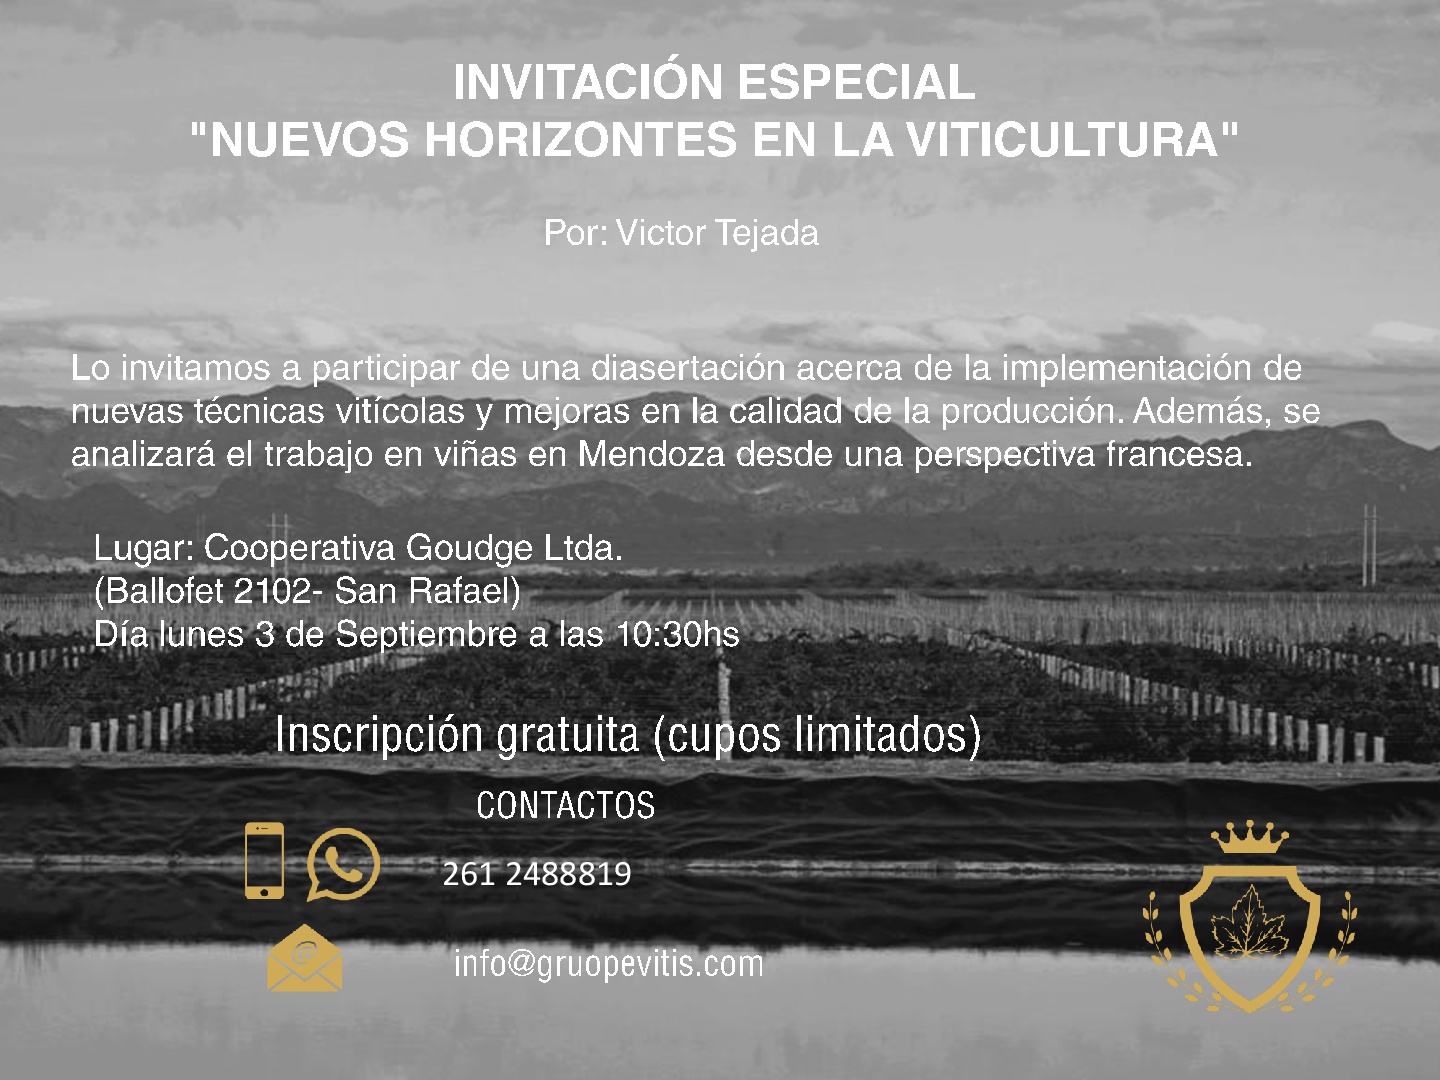 INVITACIÓN ESPECIAL
"NUEVOS HORIZONTES EN LA VITICULTURA"
Por: Victor Tejada
Lo invitamos a participar de una diasertación acerca de la implementación de
nuevas técnicas vitícolas y mejoras en la calidad de la producción. Además, se
analizará el trabajo en viñas en Mendoza desde una perspectiva francesa.
Lugar: Cooperativa Goudge Ltda.
(Ballofet 2102- San Rafael)
Día lunes 3 de Septiembre a las 10:30hs
Inscripción gratuita (cupos limitados)
CONTACTOS
261 2488819
info@gruopevitis.com